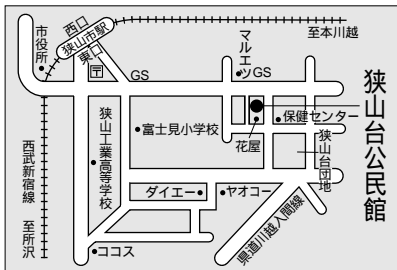 西口
狭山市駅
東口
市役所
至本川越
マルエツ
GS
GS
狭山台公民館
保健センター
花屋
富士見小学校
狭山工業高等学校
狭山台団地
西武新宿線
至所沢
ダイエー
ヤオコー
県道川越入間線
ココス